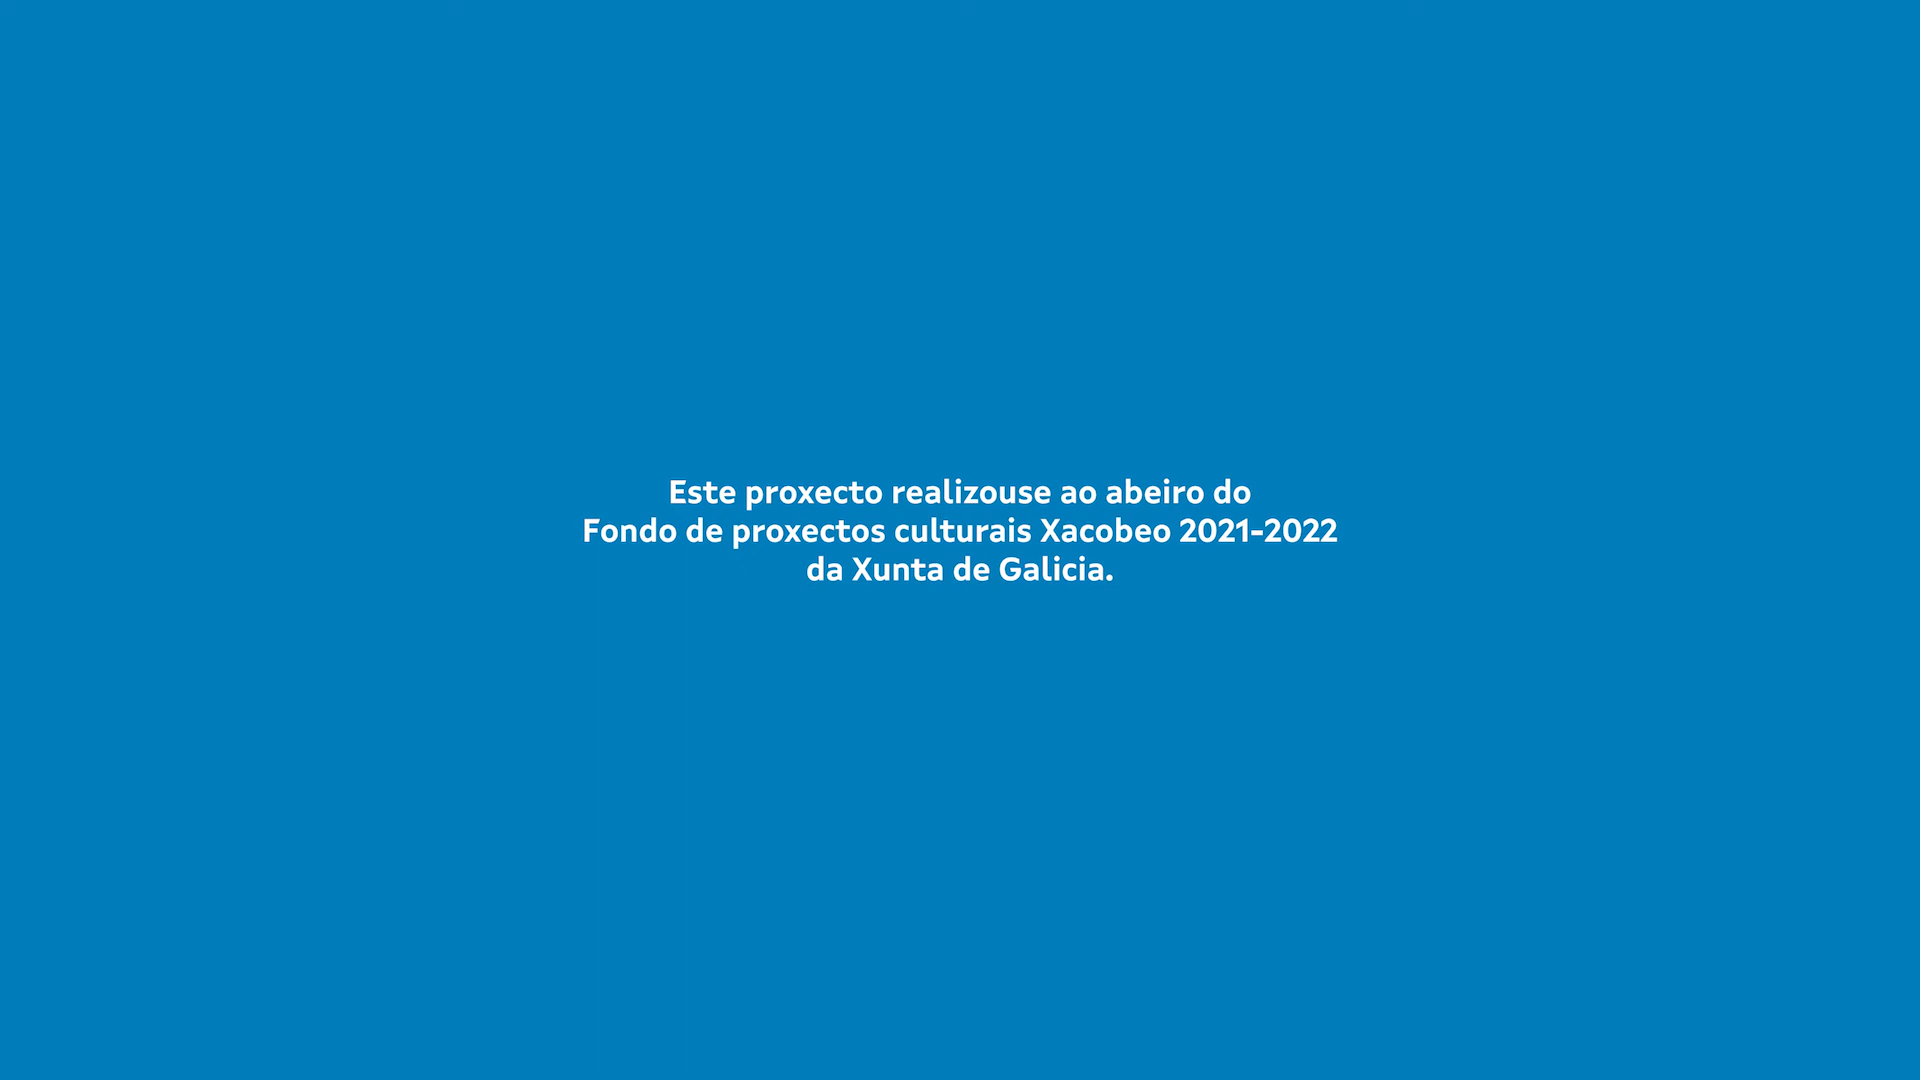 Este proxecto realizouse ao abeiro do
Fondo de proxectos culturais Xacobeo 2021-2022
da Xunta de Galicia.